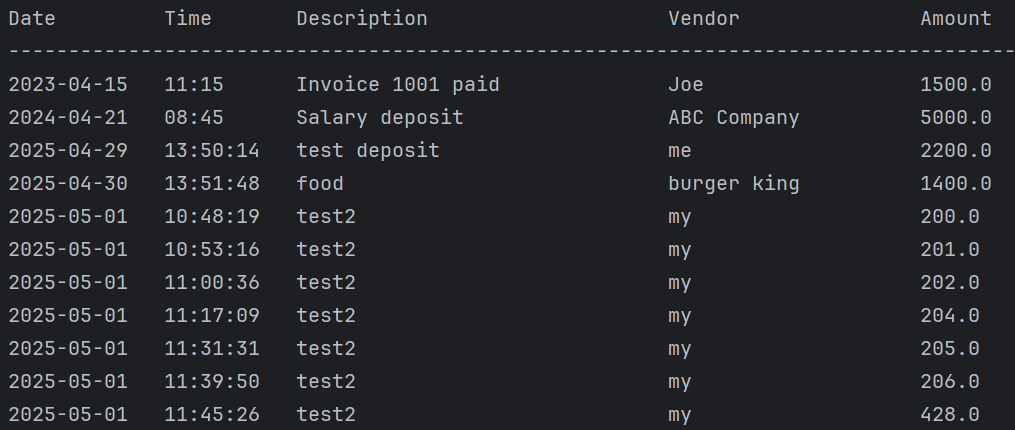 Date Time Description Vendor Amount
------------------------------------------------------------------------------------
2023-04-15 11:15 Invoice 1001 paid Joe 1500.0
2024-04-21 08:45 Salary deposit ABC Company 5000.0
2025-04-29 13:50:14 test deposit me 2200.0
2025-04-30 13:51:48 food burger king 1400.0
2025-05-01 10:48:19 test2 my 200.0
2025-05-01 10:53:16 test2 my 201.0
2025-05-01 11:00:36 test2 my 202.0
2025-05-01 11:17:09 test2 my 204.0
2025-05-01 11:31:31 test2 my 205.0
2025-05-01 11:39:50 test2 my 206.0
2025-05-01 11:45:26 test2 my 428.0